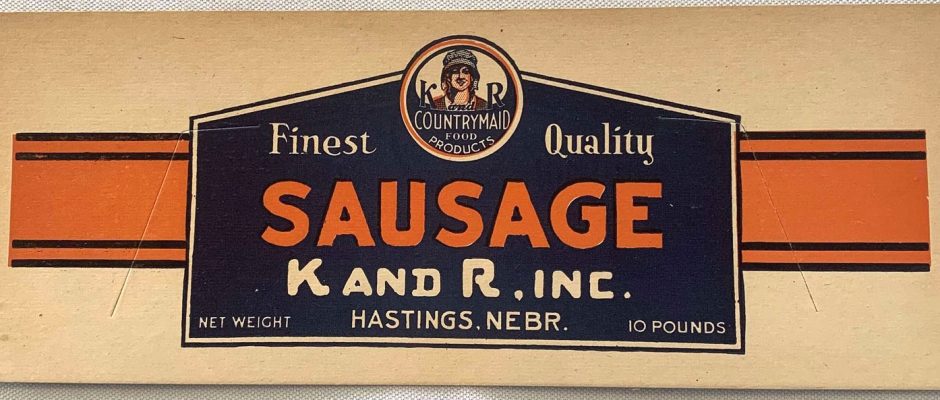 K and R
COUNTRYMAID
FOOD
PRODUCTS
Finest Quality
SAUSAGE
K AND R, INC.
NET WEIGHT HASTINGS, NEBR. 10 POUNDS